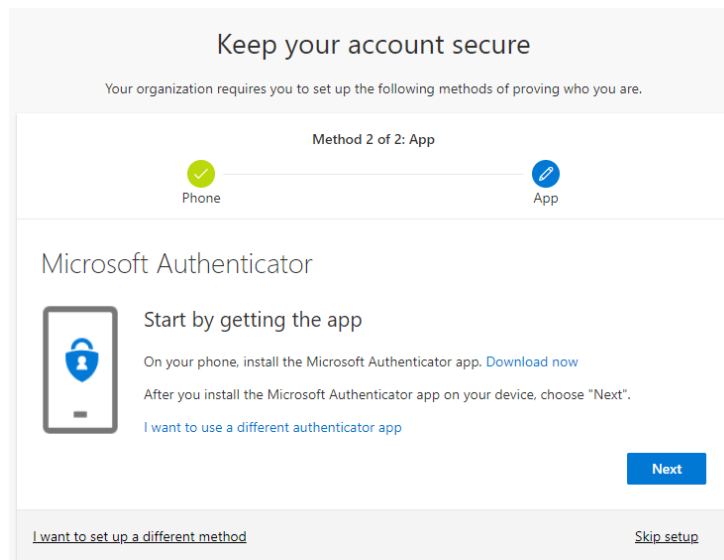 Keep your account secure
Your organization requires you to set up the following methods of proving who you are.
Method 2 of 2: App
Phone
App
Microsoft Authenticator
Start by getting the app
On your phone, install the Microsoft Authenticator app. Download now
After you install the Microsoft Authenticator app on your device, choose "Next".
I want to use a different authenticator app
Next
I want to set up a different method
Skip setup